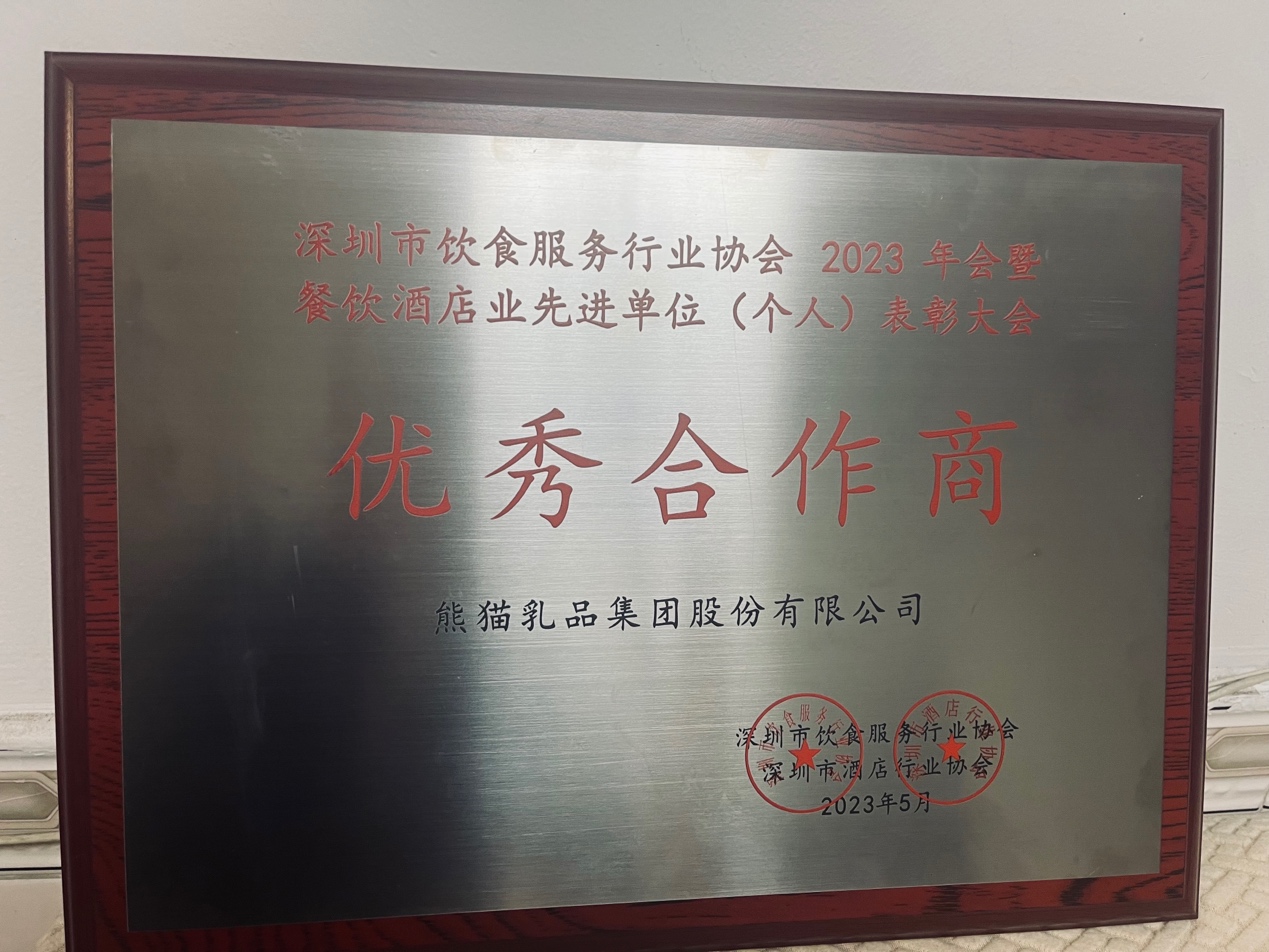 深圳市饮食服务行业协会 2023 年会暨
餐饮酒店业先进单位（个人）表彰大会
优秀合作商
熊猫乳品集团股份有限公司
深圳市饮食服务行业协会
深圳市酒店行业协会
2023年5月